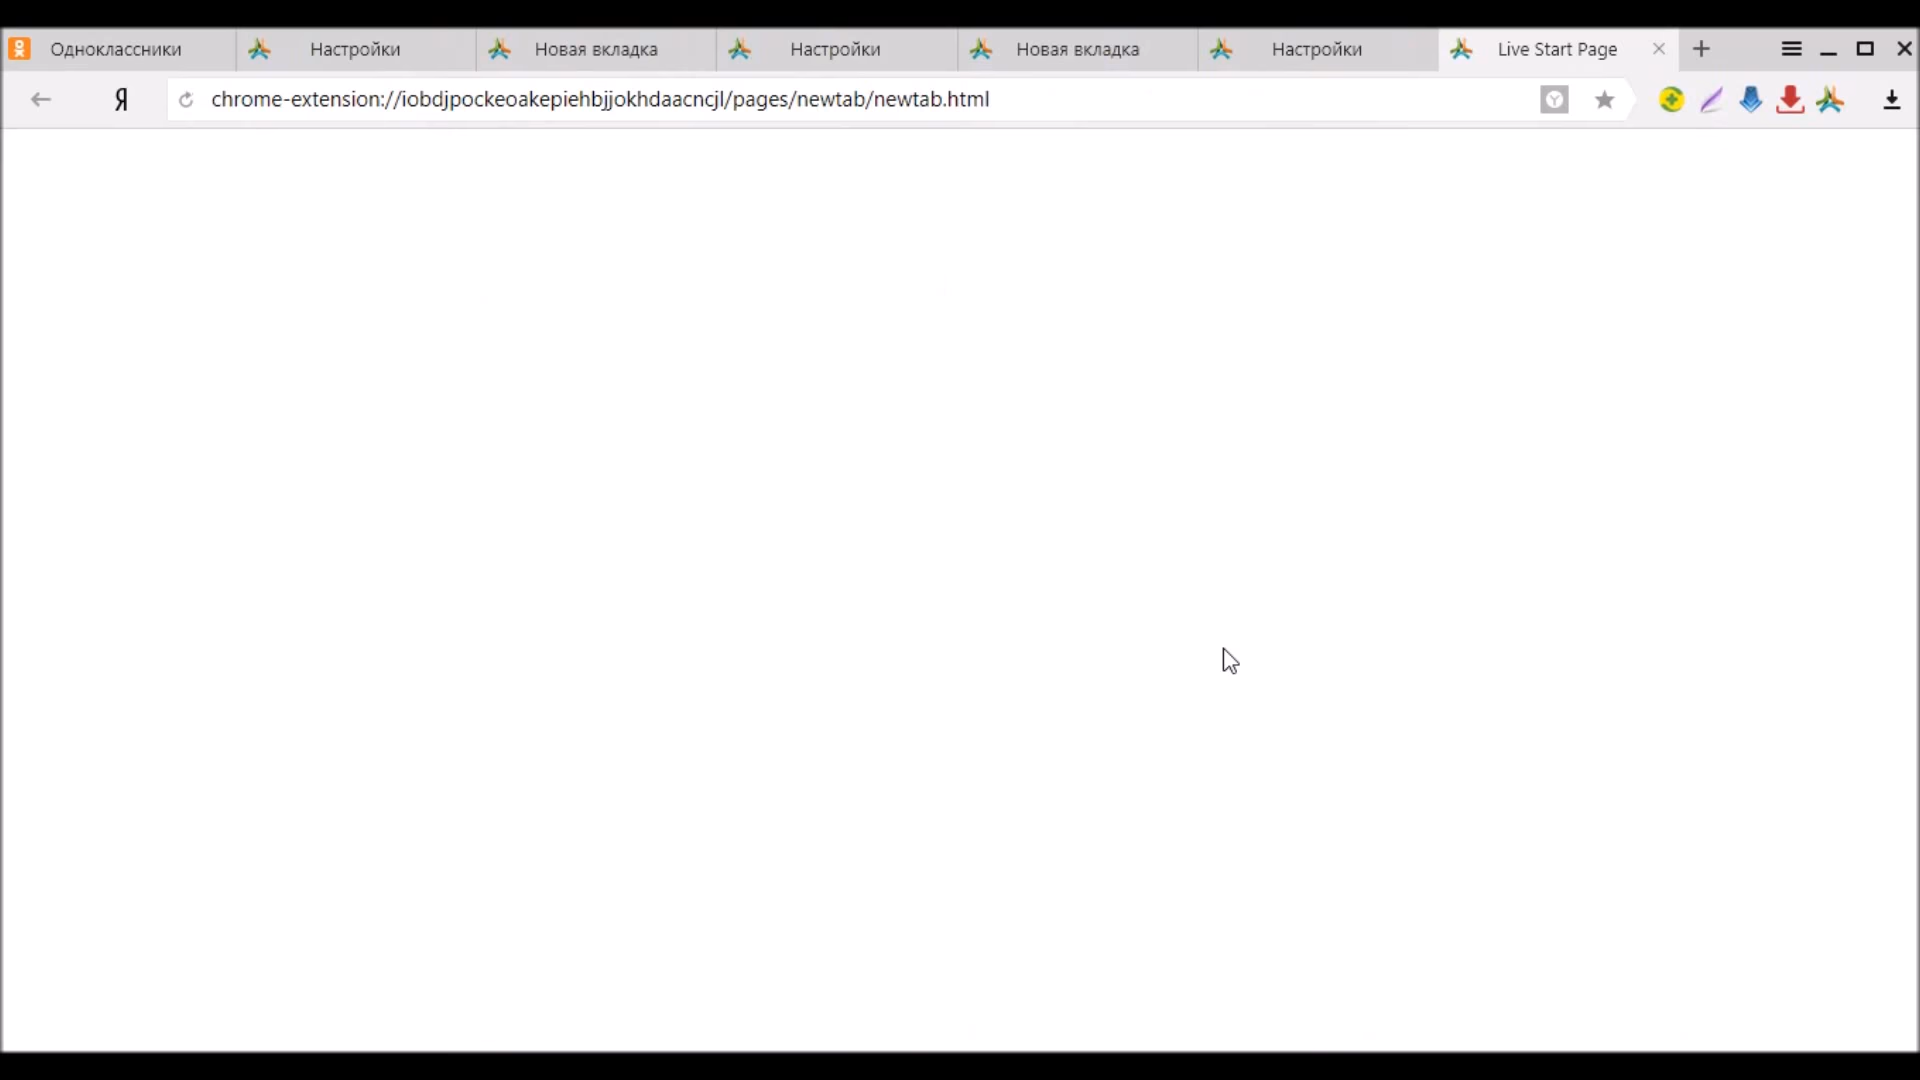 Одноклассники
Настройки
Новая вкладка
Настройки
Новая вкладка
Настройки
Live Start Page
Я
chrome-extension://iobdjpockeoakepiehbjjokhdaacncjl/pages/newtab/newtab.html